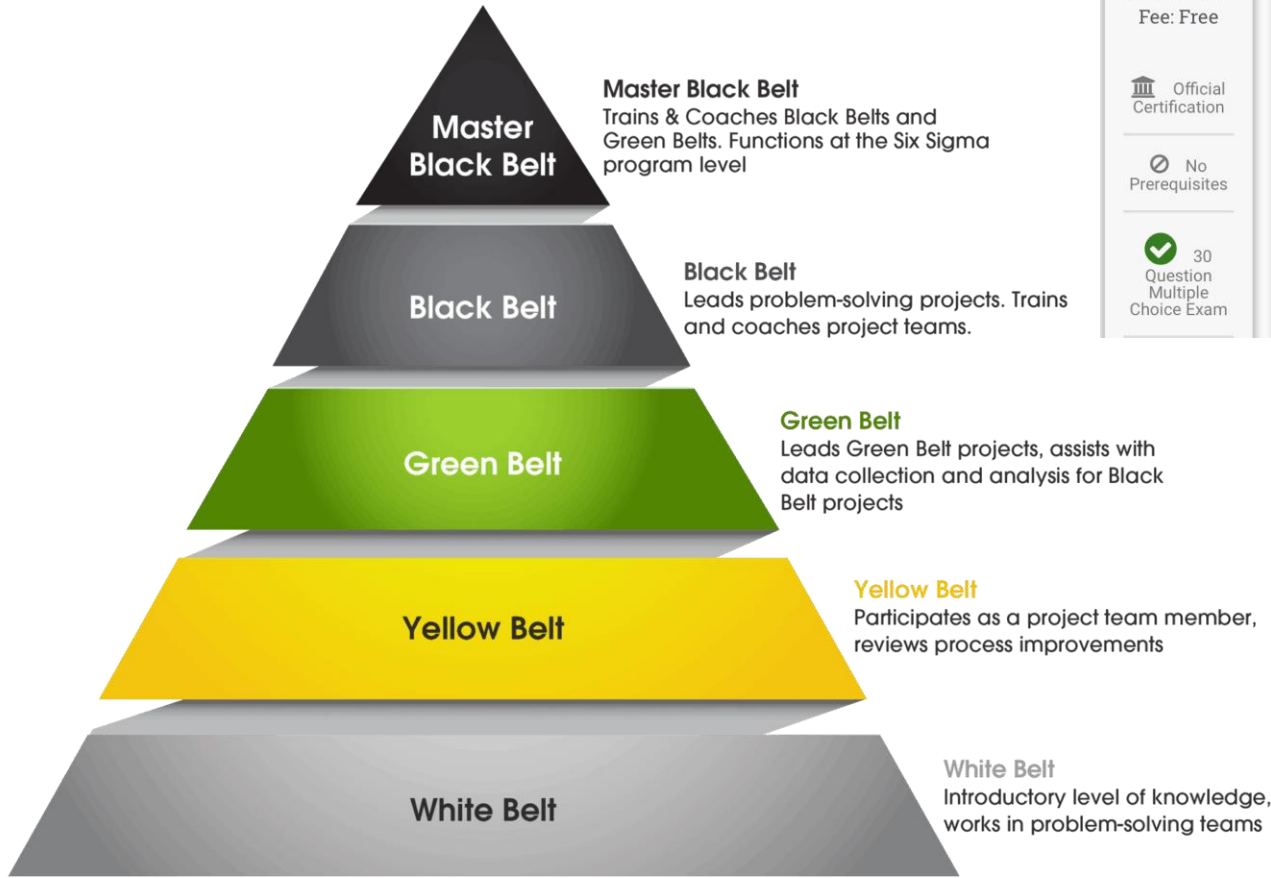 Master
Black Belt
Master Black Belt
Trains & Coaches Black Belts and
Green Belts. Functions at the Six Sigma
program level
Black Belt
Black Belt
Leads problem-solving projects. Trains
and coaches project teams.
Green Belt
Green Belt
Leads Green Belt projects, assists with
data collection and analysis for Black
Belt projects
Yellow Belt
Yellow Belt
Participates as a project team member,
reviews process improvements
White Belt
White Belt
Introductory level of knowledge,
works in problem-solving teams
Fee: Free
Official
Certification
No
Prerequisites
30
Question
Multiple
Choice Exam